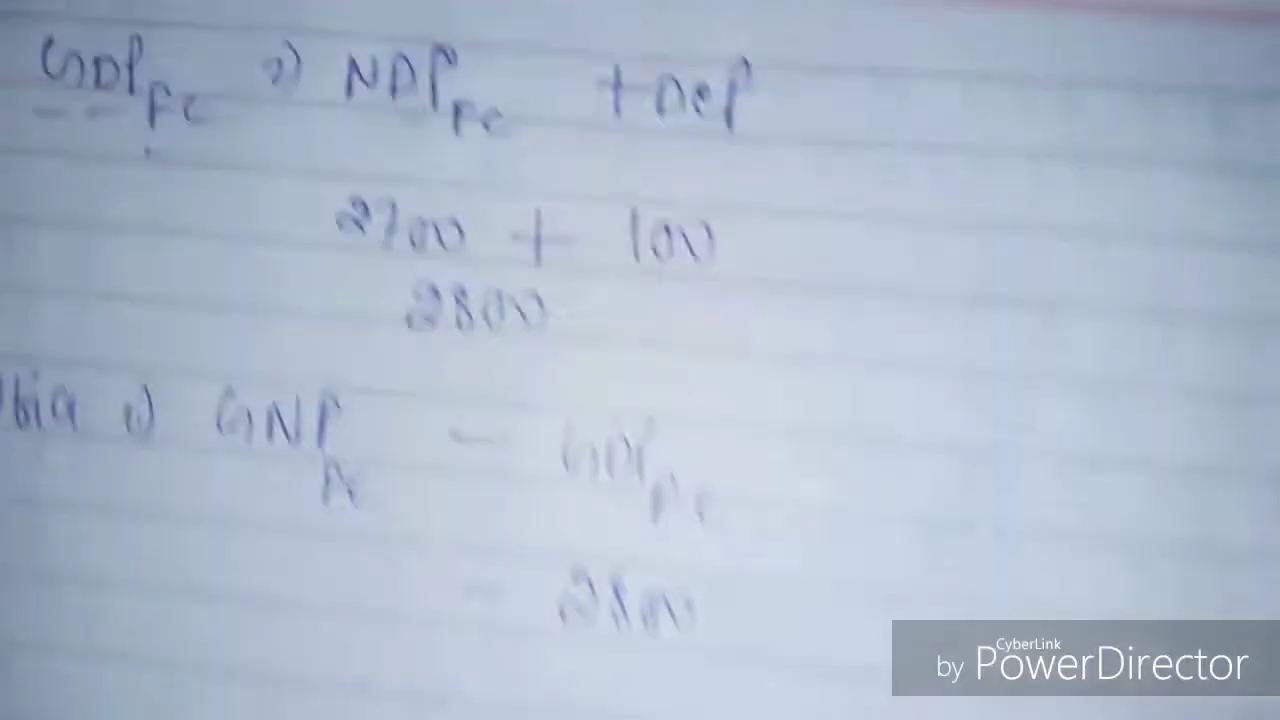 GDP FC => NDP FC + Dep
2700 + 100
2800
GNP FC = GDP FC
= 2800
CyberLink
by PowerDirector